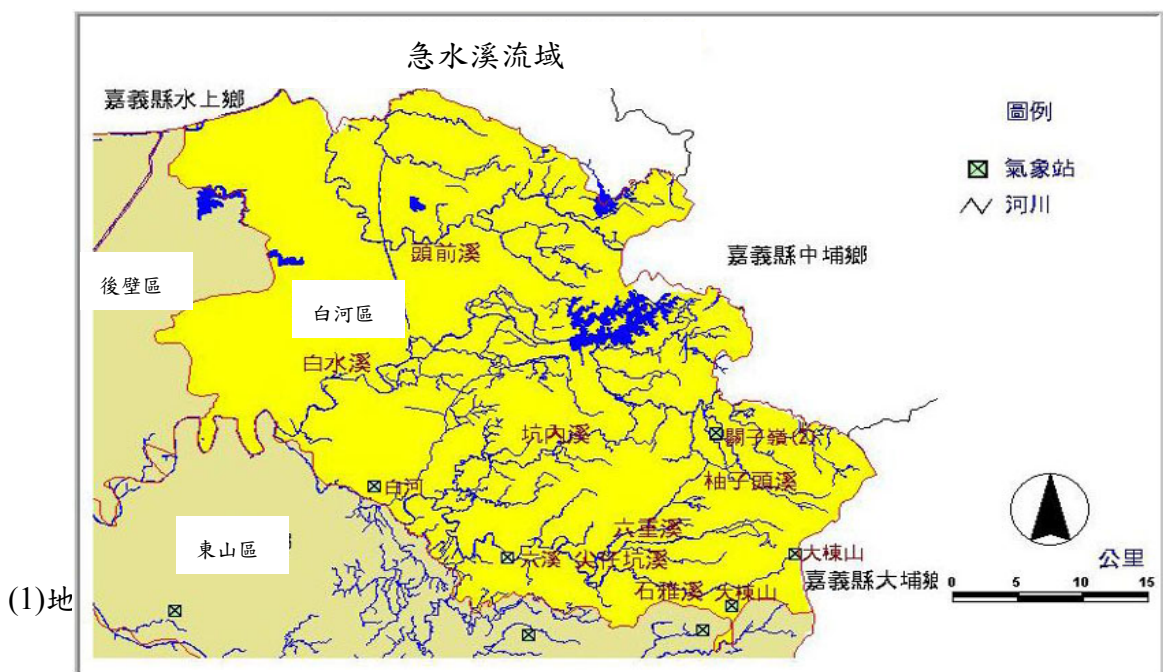 急水溪流域
嘉義縣水上鄉
圖例
氣象站
河川
頭前溪
嘉義縣中埔鄉
後壁區
白河區
白水溪
坑內溪
關子嶺(2)
柚子頭溪
白河
六重溪
東山區
六溪
大棟山
公里
嘉義縣大埔鄉
石雅溪
大棟山
0 5 10 15
(1)地